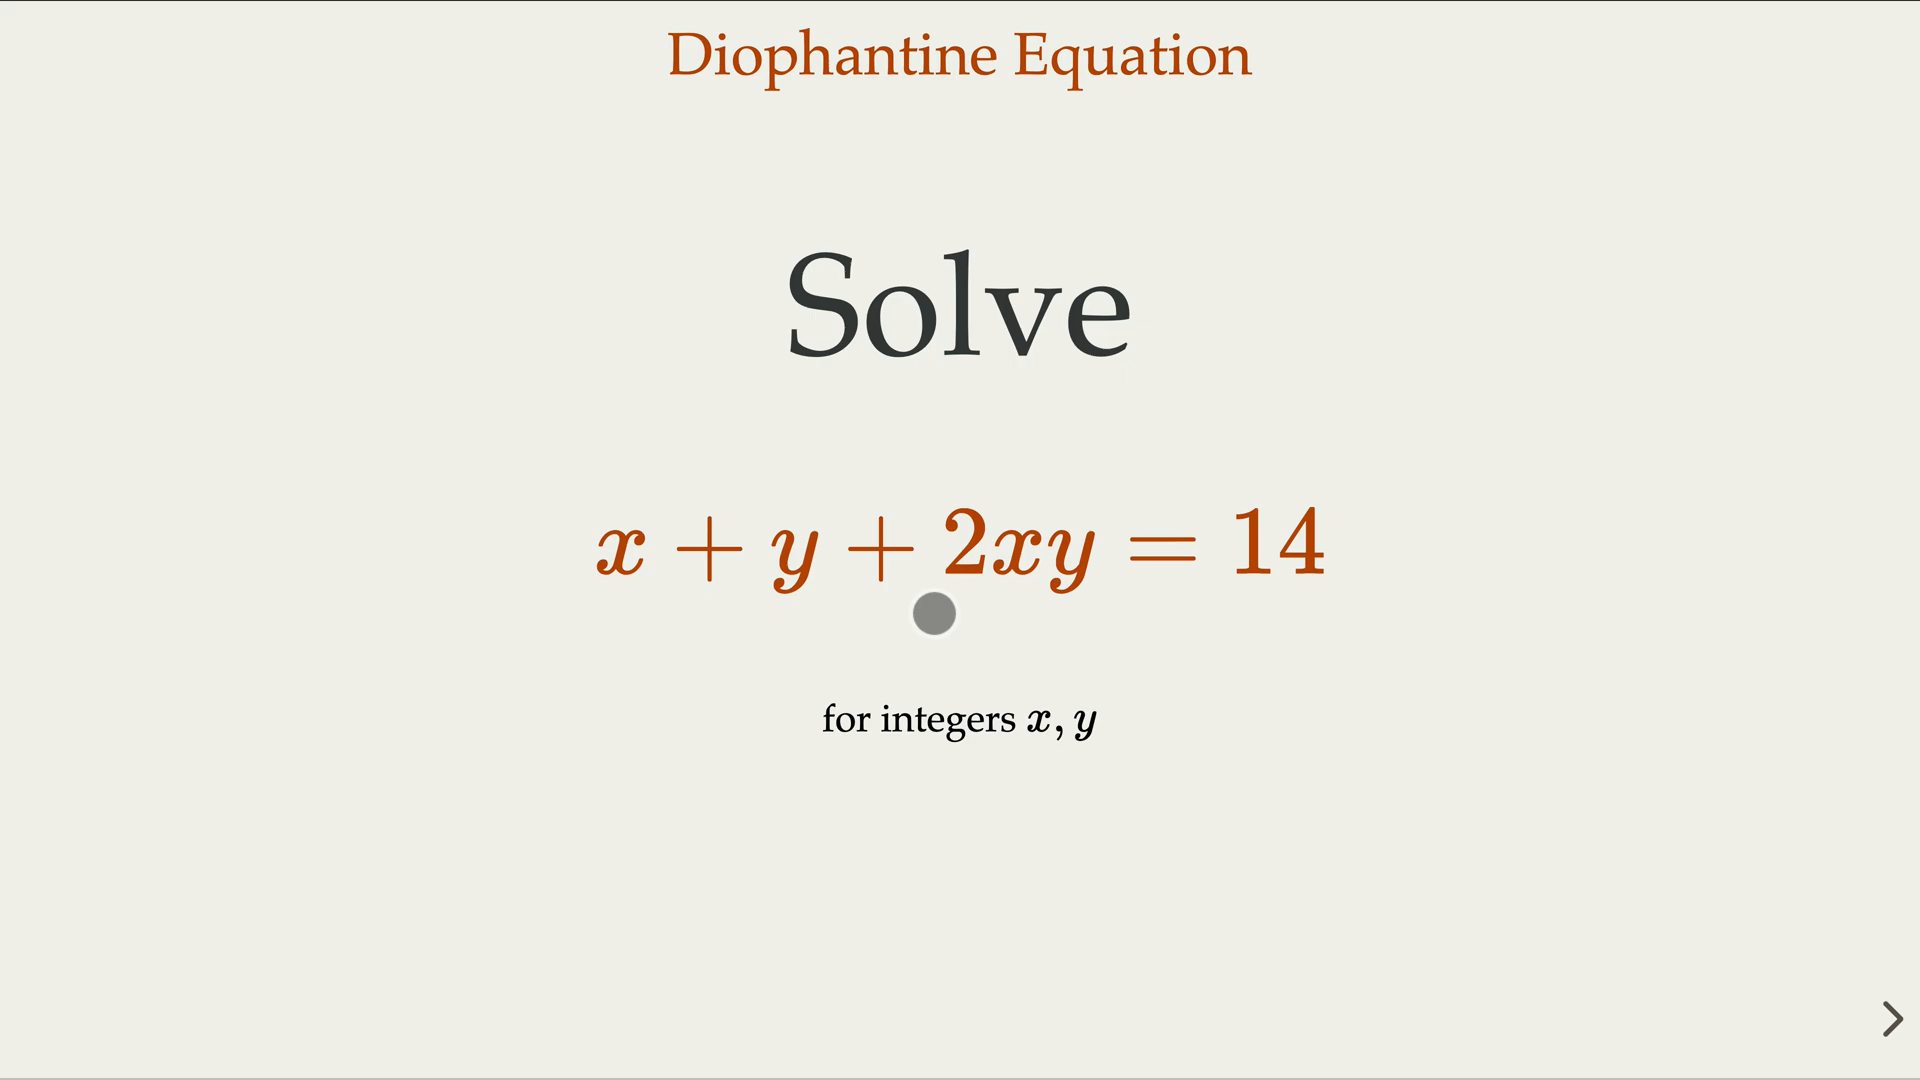 Diophantine Equation
Solve
x + y + 2xy = 14
for integers x, y